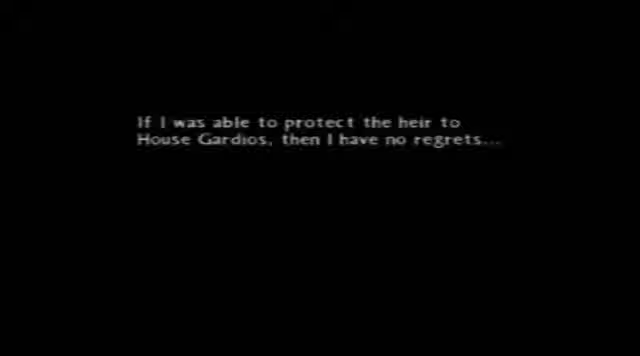 If I was able to protect the heir to
House Gardios, then I have no regrets...